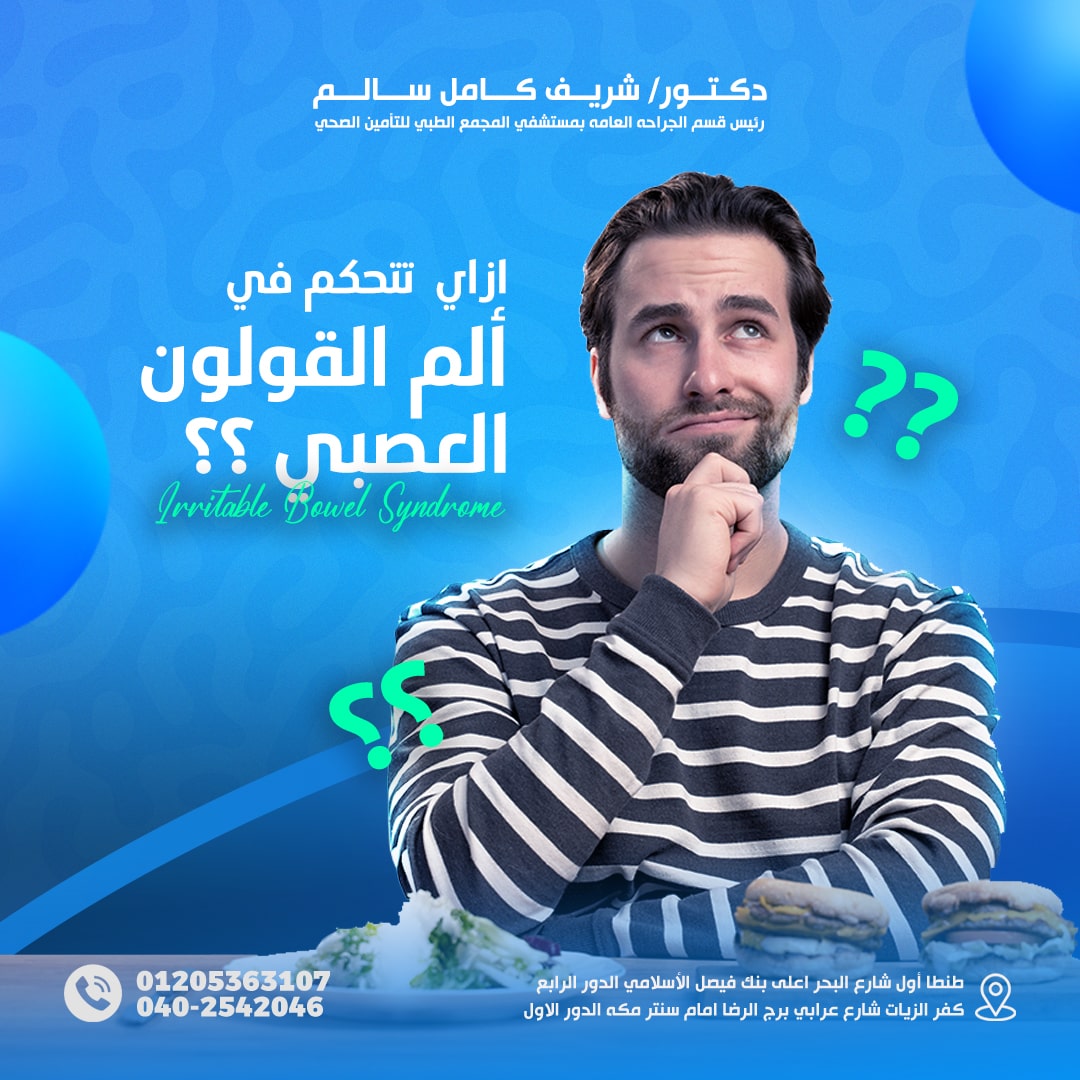 دكتور/ شريف كامل سالم
رئيس قسم الجراحه العامه بمستشفي المجمع الطبي للتأمين الصحي
ازاي تتحكم في
ألم القولون
العصبي ؟؟
Irritable Bowel Syndrome
؟؟
؟؟
طنطا أول شارع البحر اعلى بنك فيصل الأسلامي الدور الرابع
كفر الزيات شارع عرابي برج الرضا امام سنتر مكه الدور الاول
01205363107
040-2542046